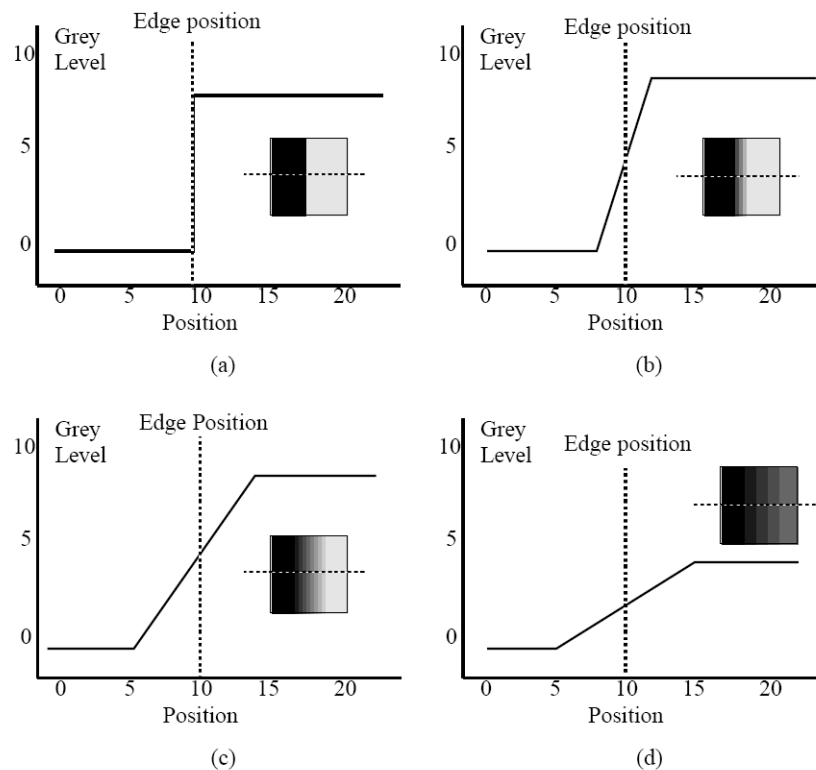 Edge position
10
Grey
Level
5
0
0 5 10 15 20
Position
(a)
Edge position
10
Grey
Level
5
0
0 5 10 15 20
Position
(b)
Edge Position
10
Grey
Level
5
0
0 5 10 15 20
Position
(c)
Edge position
10
Grey
Level
5
0
0 5 10 15 20
Position
(d)